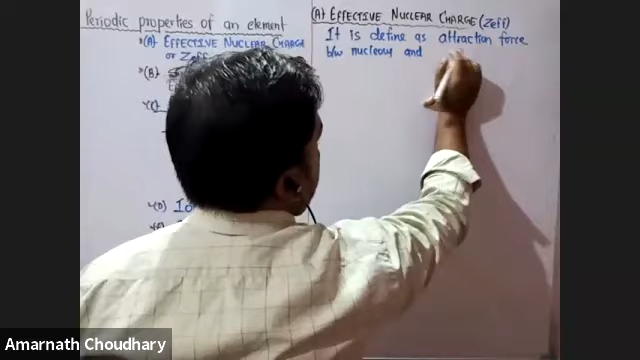 Periodic properties of an element
(A) EFFECTIVE NUCLEAR CHARGE
or Zeff
(B)
(C)
(D)
(A) EFFECTIVE NUCLEAR CHARGE (Zeff)
It is define as attraction force
b/w nucleous and
Amarnath Choudhary